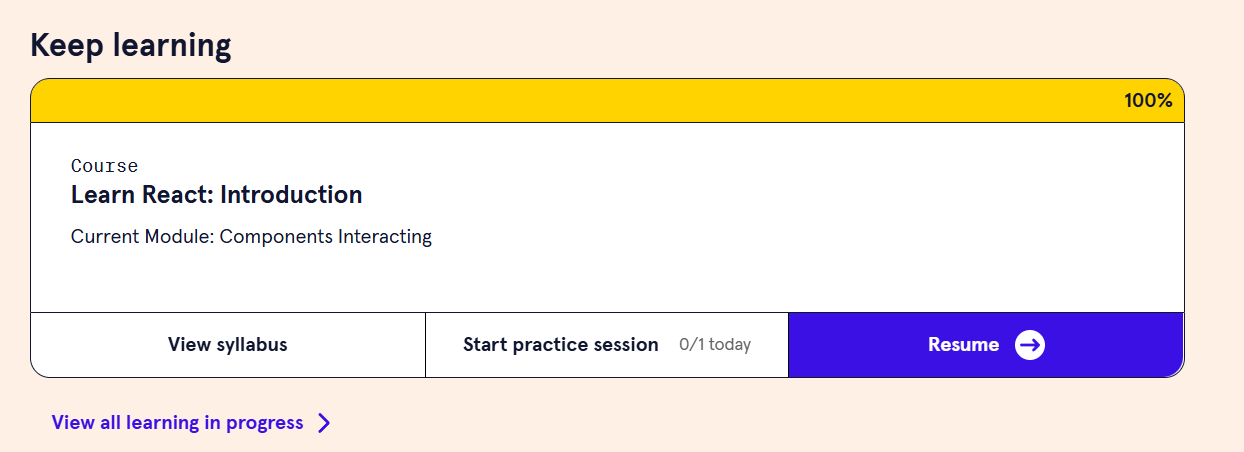 Keep learning
100%
Course
Learn React: Introduction
Current Module: Components Interacting
View syllabus
Start practice session 0/1 today
Resume
View all learning in progress